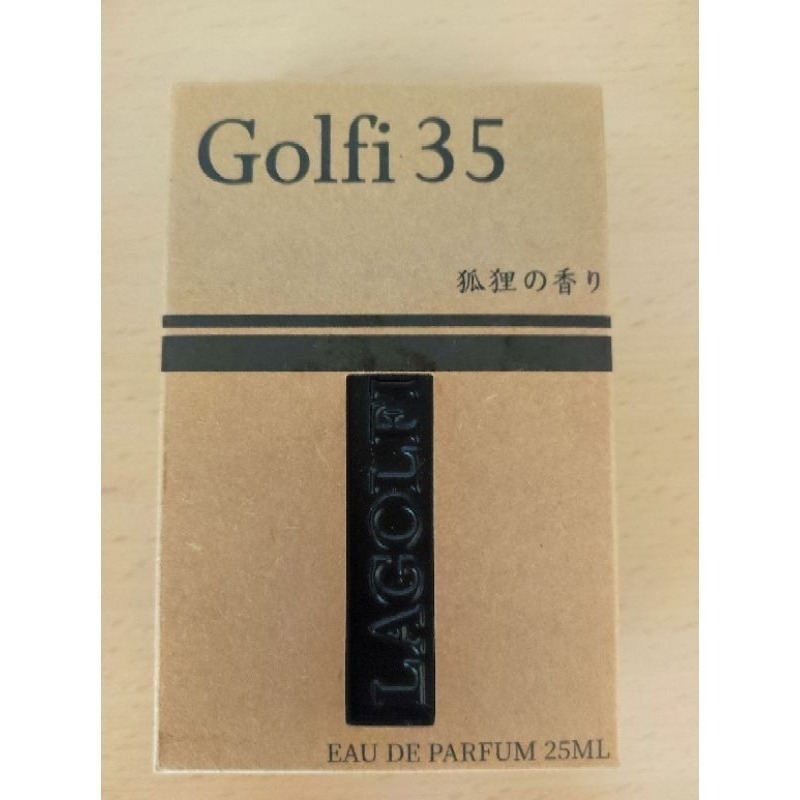 Golfi 35
狐狸の香り
LAGOLFI
EAU DE PARFUM 25ML